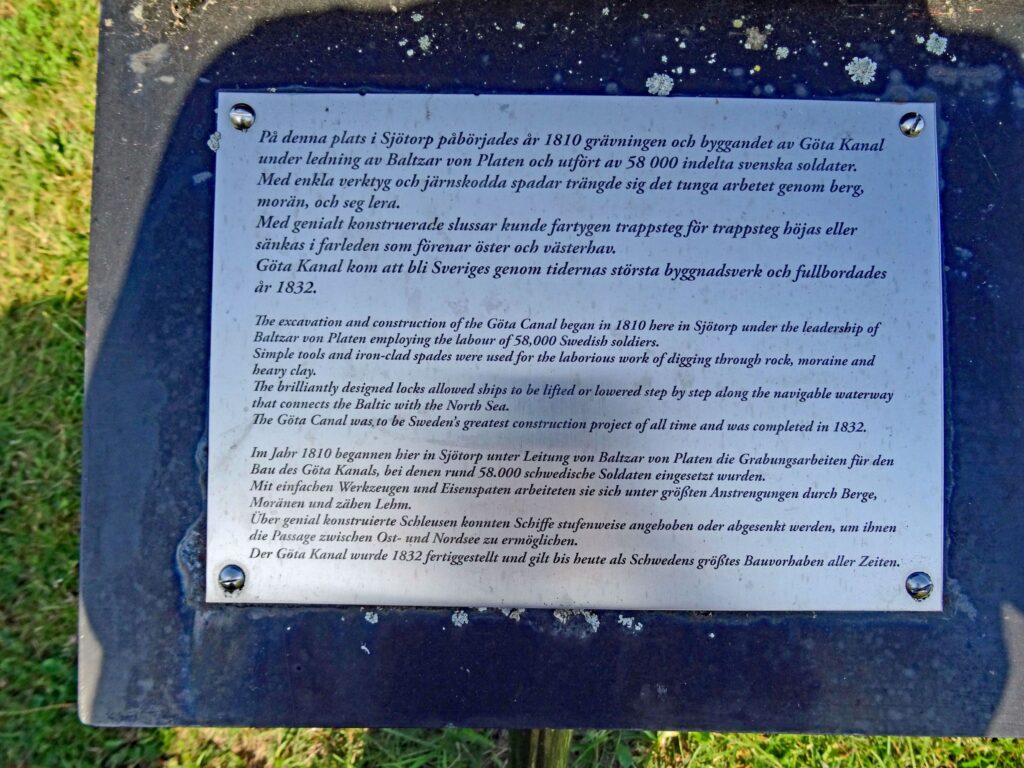 På denna plats i Sjötorp påbörjades år 1810 grävningen och byggandet av Göta Kanal
under ledning av Baltzar von Platen och utfört av 58 000 indelta svenska soldater.
Med enkla verktyg och järnskodda spadar trängde sig det tunga arbetet genom berg,
morän, och seg lera.
Med genialt konstruerade slussar kunde fartygen trappsteg för trappsteg höjas eller
sänkas i farleden som förenar öster och västerhav.
Göta Kanal kom att bli Sveriges genom tidernas största byggnadsverk och fullbordades
år 1832.
The excavation and construction of the Göta Canal began in 1810 here in Sjötorp under the leadership of
Baltzar von Platen employing the labour of 58,000 Swedish soldiers.
Simple tools and iron-clad spades were used for the laborious work of digging through rock, moraine and
heavy clay.
The brilliantly designed locks allowed ships to be lifted or lowered step by step along the navigable waterway
that connects the Baltic with the North Sea.
The Göta Canal was to be Sweden's greatest construction project of all time and was completed in 1832.
Im Jahr 1810 begannen hier in Sjötorp unter Leitung von Baltzar von Platen die Grabungsarbeiten für den
Bau des Göta Kanals, bei denen rund 58.000 schwedische Soldaten eingesetzt wurden.
Mit einfachen Werkzeugen und Eisenspaten arbeiteten sie sich unter größten Anstrengungen durch Berge,
Moränen und zähen Lehm.
Über genial konstruierte Schleusen konnten Schiffe stufenweise angehoben oder abgesenkt werden, um ihnen
die Passage zwischen Ost- und Nordsee zu ermöglichen.
Der Göta Kanal wurde 1832 fertiggestellt und gilt bis heute als Schwedens größtes Bauvorhaben aller Zeiten.